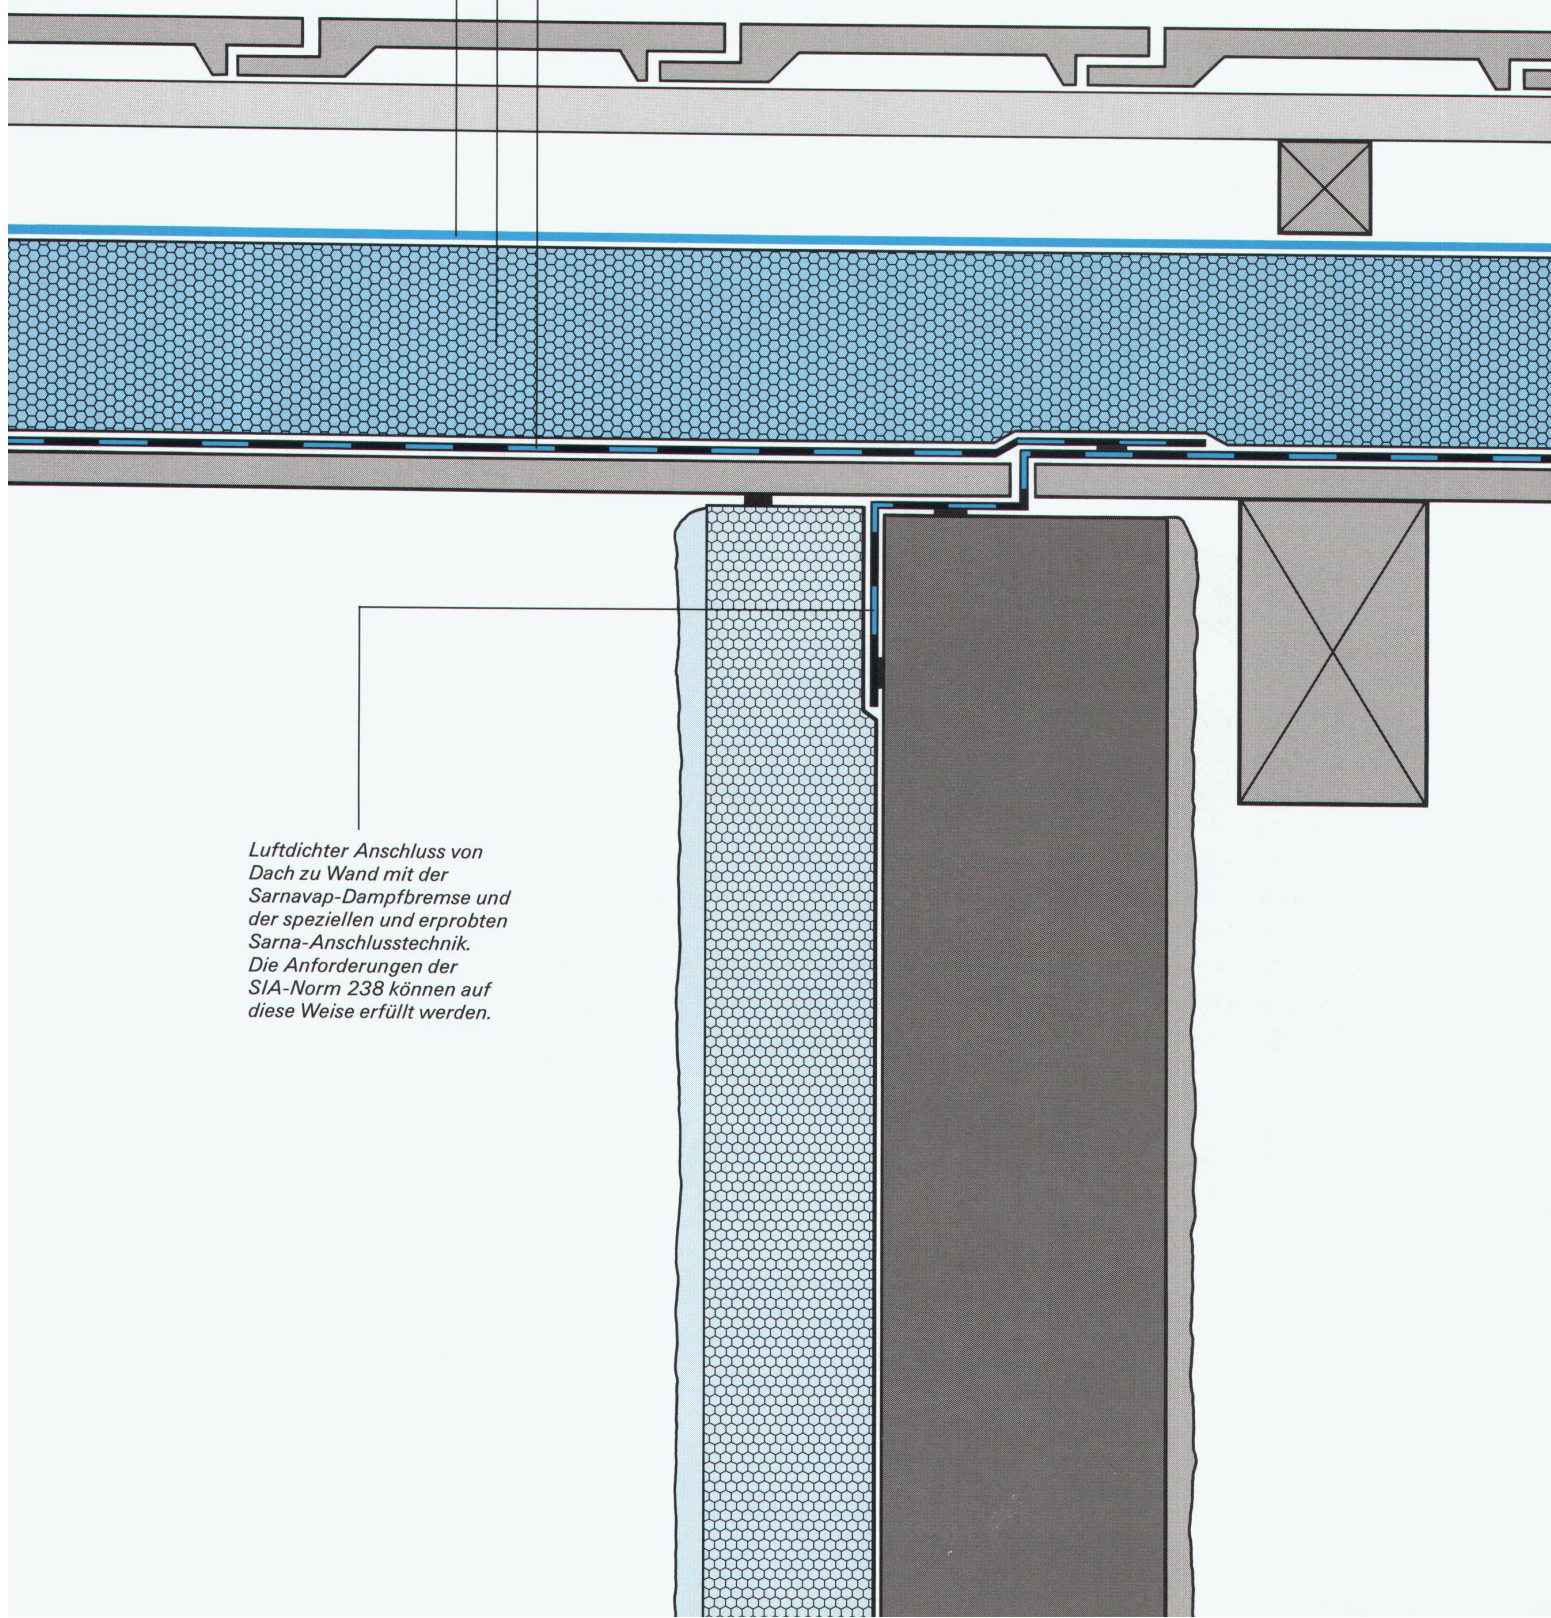 Luftdichter Anschluss von
Dach zu Wand mit der
Sarnavap-Dampfbremse und
der speziellen und erprobten
Sarna-Anschlusstechnik.
Die Anforderungen der
SIA-Norm 238 können auf
diese Weise erfüllt werden.